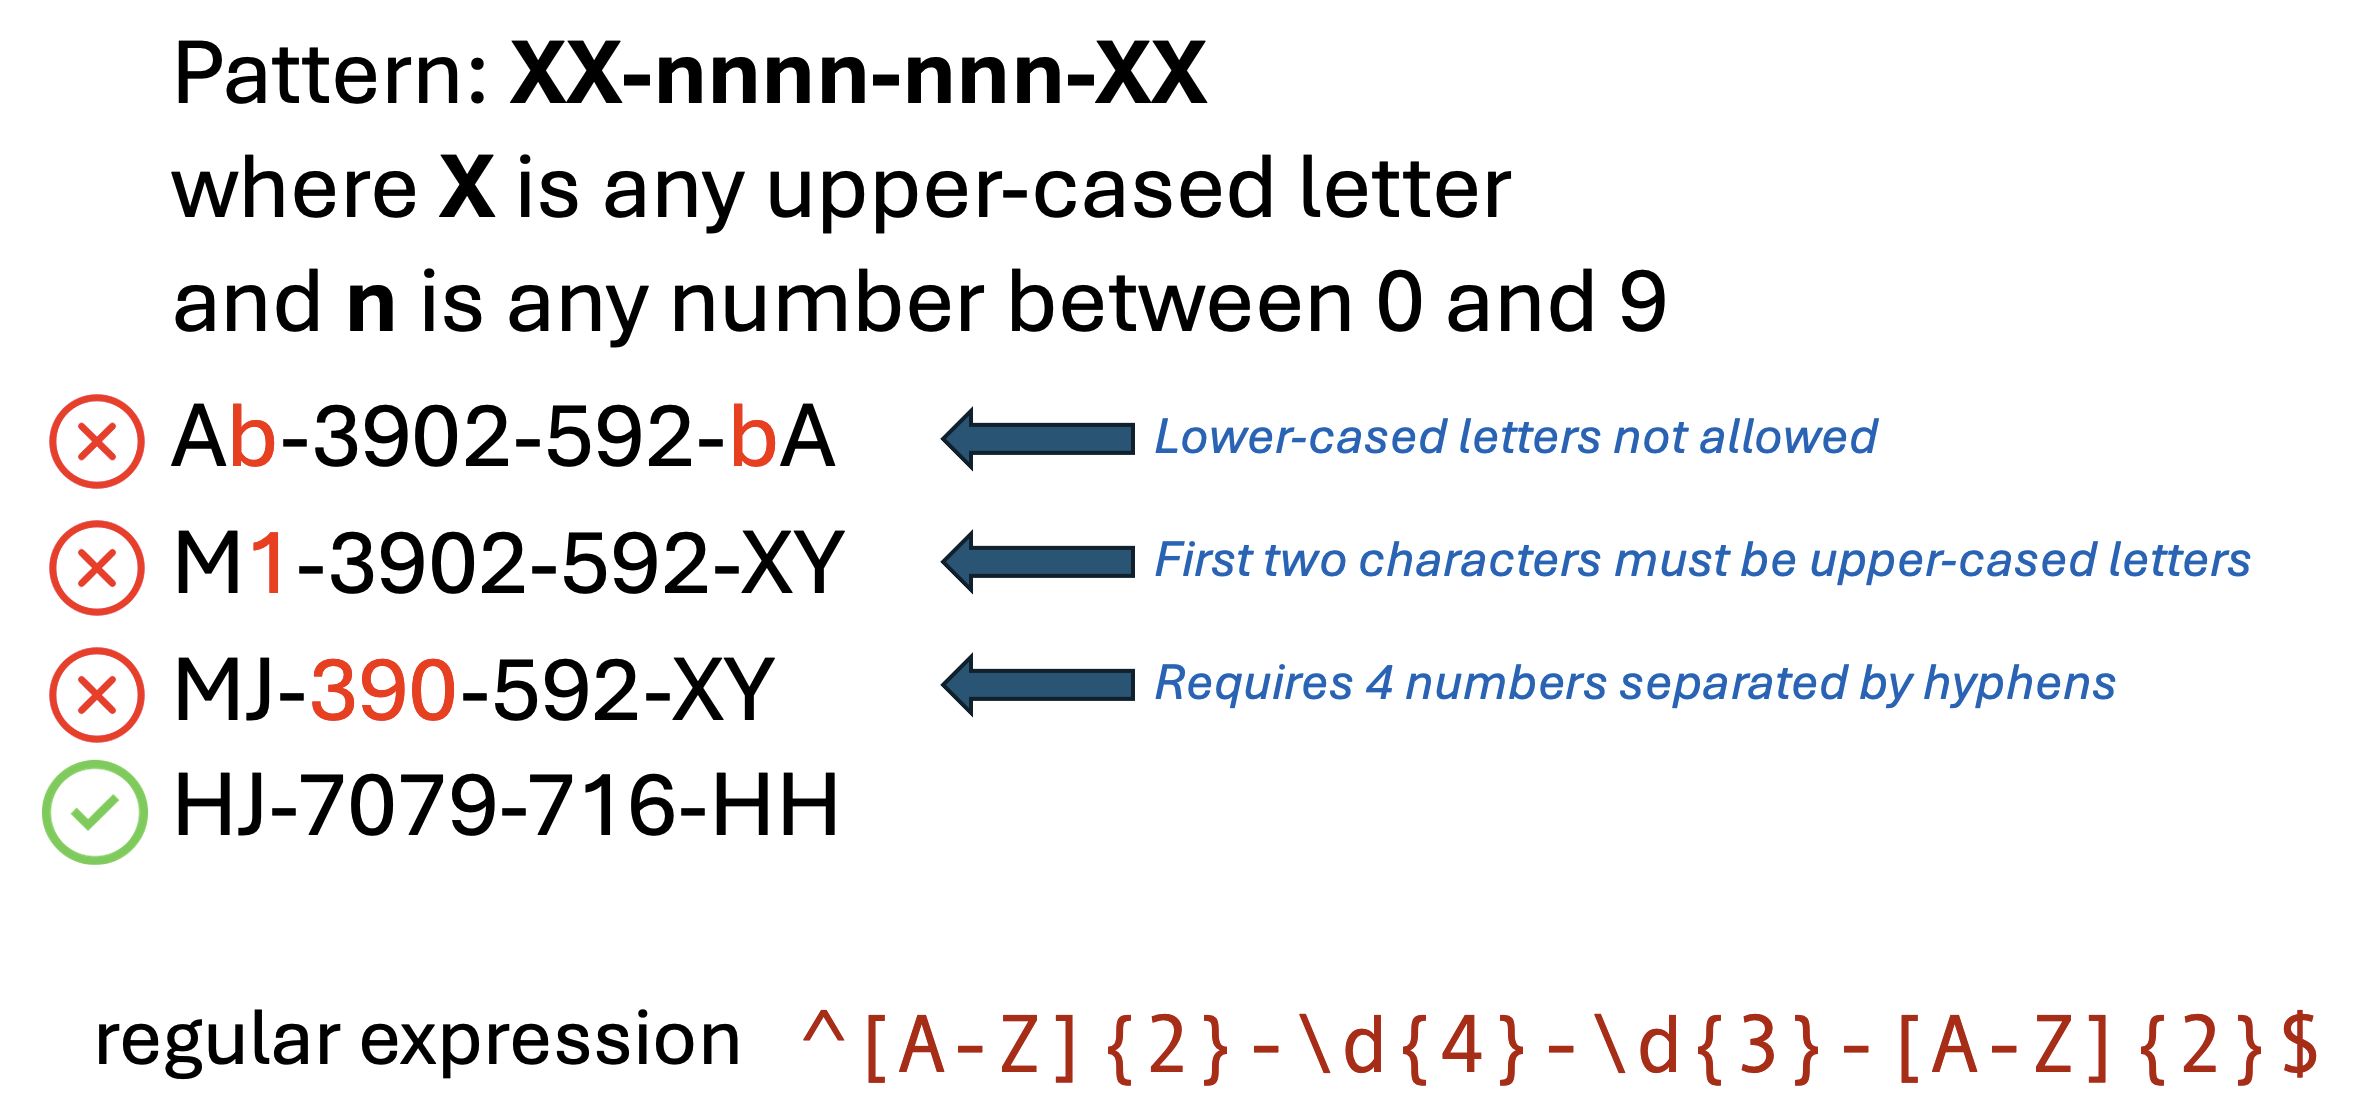 Pattern: XX-nnnn-nnn-XX
where X is any upper-cased letter
and n is any number between 0 and 9
Ab-3902-592-bA Lower-cased letters not allowed
M1-3902-592-XY First two characters must be upper-cased letters
MJ-390-592-XY Requires 4 numbers separated by hyphens
HJ-7079-716-HH
regular expression ^[A-Z]{2}-\d{4}-\d{3}-[A-Z]{2}$